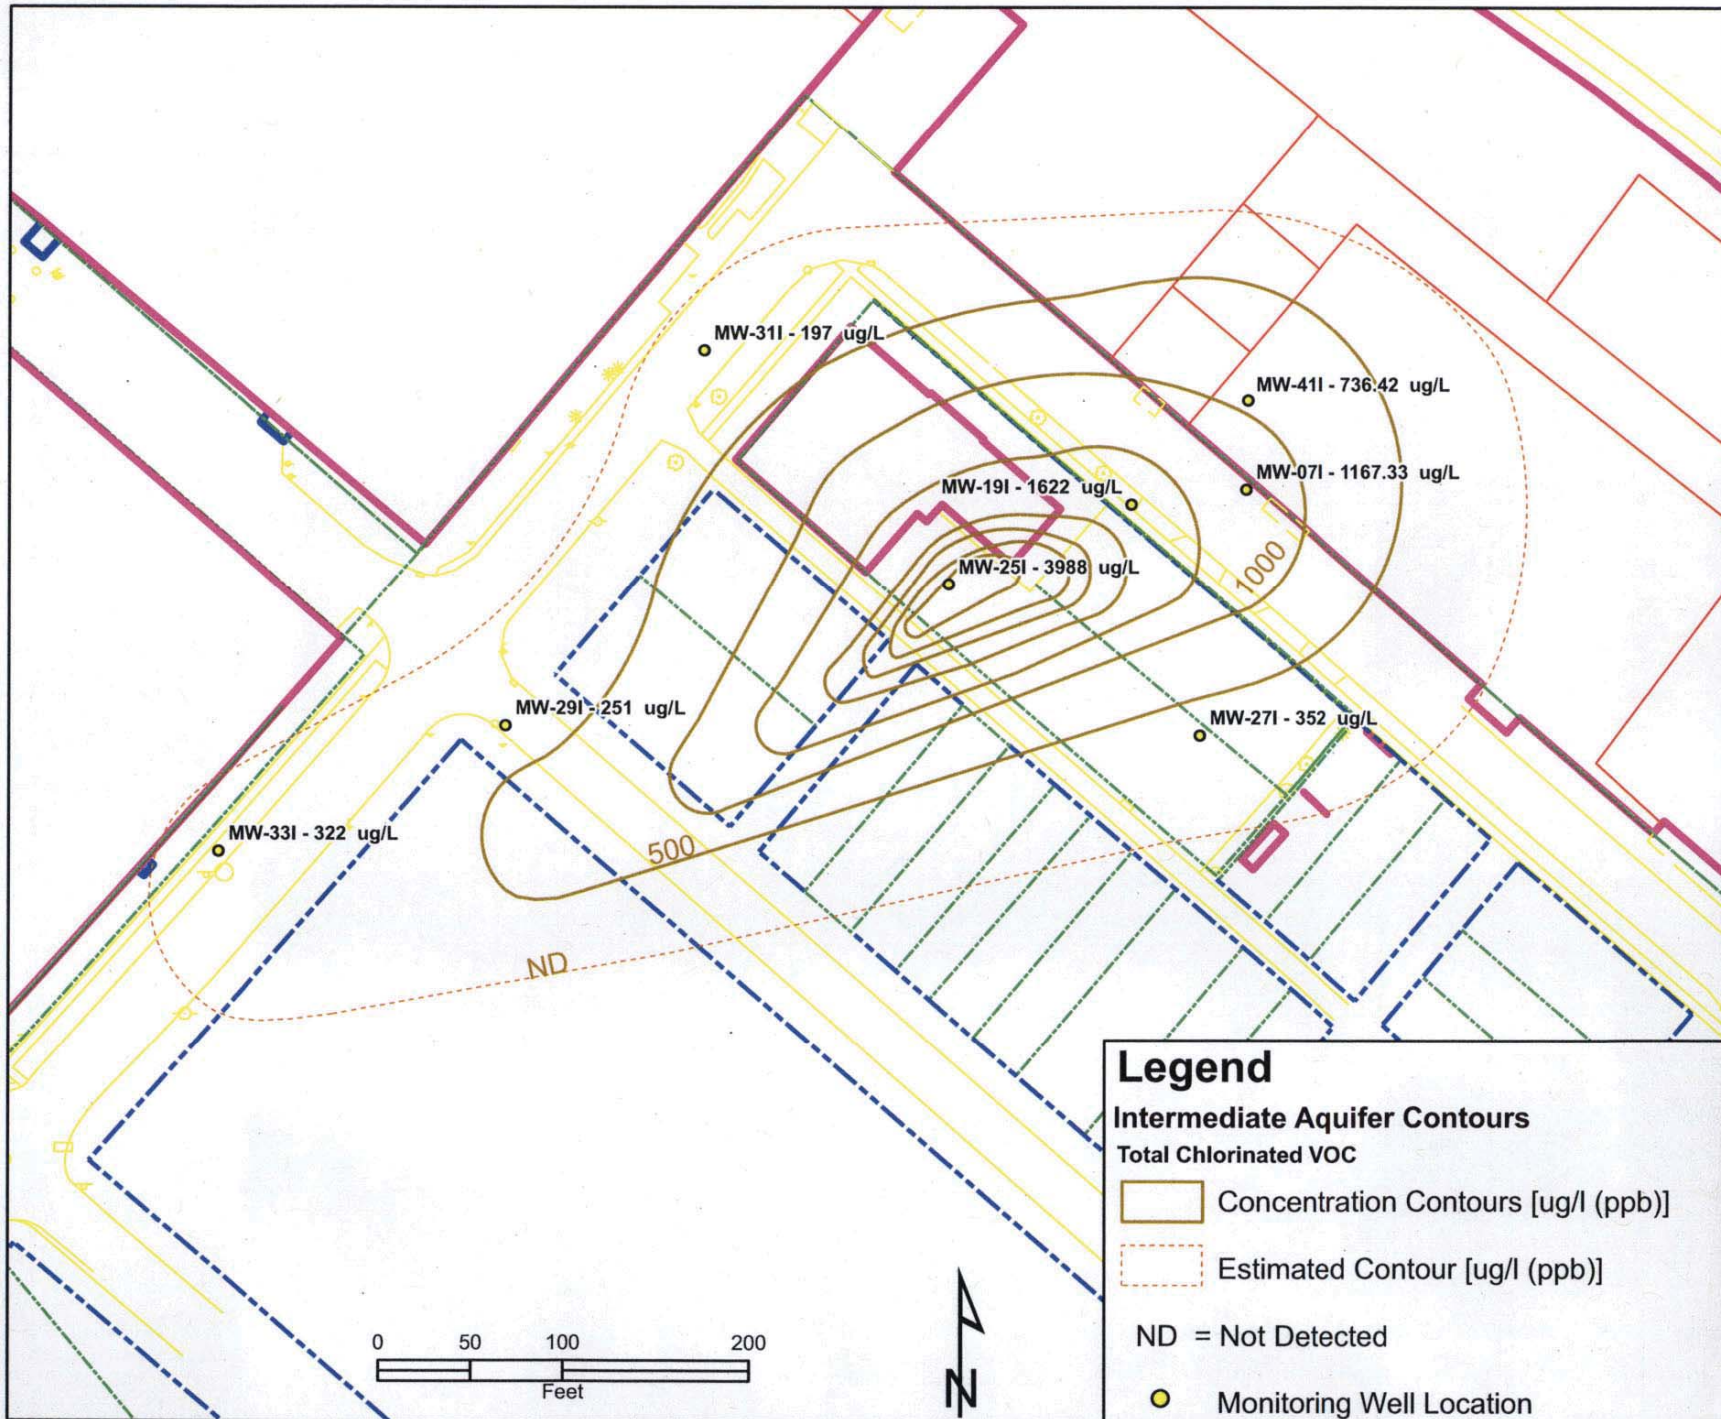 MW-31I - 197 ug/L
MW-41I - 736.42 ug/L
MW-07I - 1167.33 ug/L
MW-19I - 1622 ug/L
1000
MW-25I - 3988 ug/L
MW-29I - 251 ug/L
MW-27I - 352 ug/L
MW-33I - 322 ug/L
500
ND
Legend
Intermediate Aquifer Contours
Total Chlorinated VOC
Concentration Contours [ug/l (ppb)]
Estimated Contour [ug/l (ppb)]
ND = Not Detected
Monitoring Well Location
0 50 100 200
Feet
N